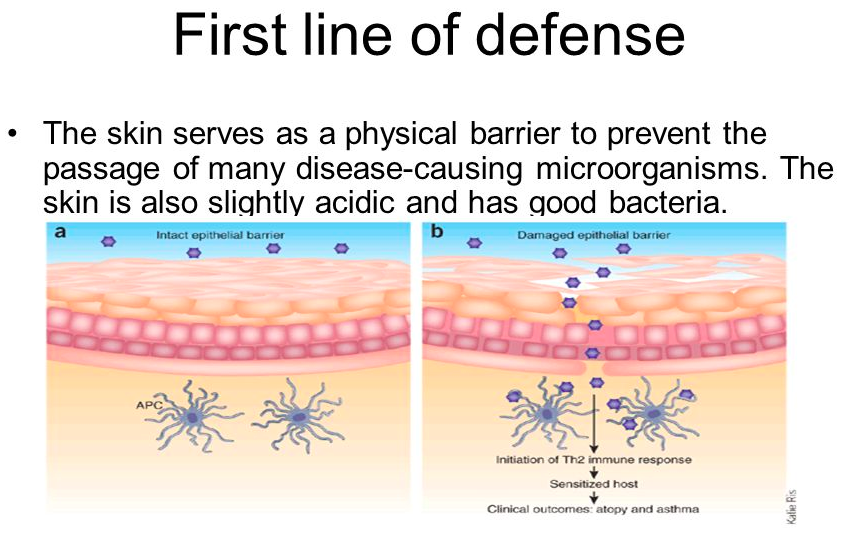 First line of defense
• The skin serves as a physical barrier to prevent the
passage of many disease-causing microorganisms. The
skin is also slightly acidic and has good bacteria.
a
Intact epithelial barrier
APC
b
Damaged epithelial barrier
Initiation of Th2 immune response
Sensitized host
Clinical outcomes: atopy and asthma
Katie Ris